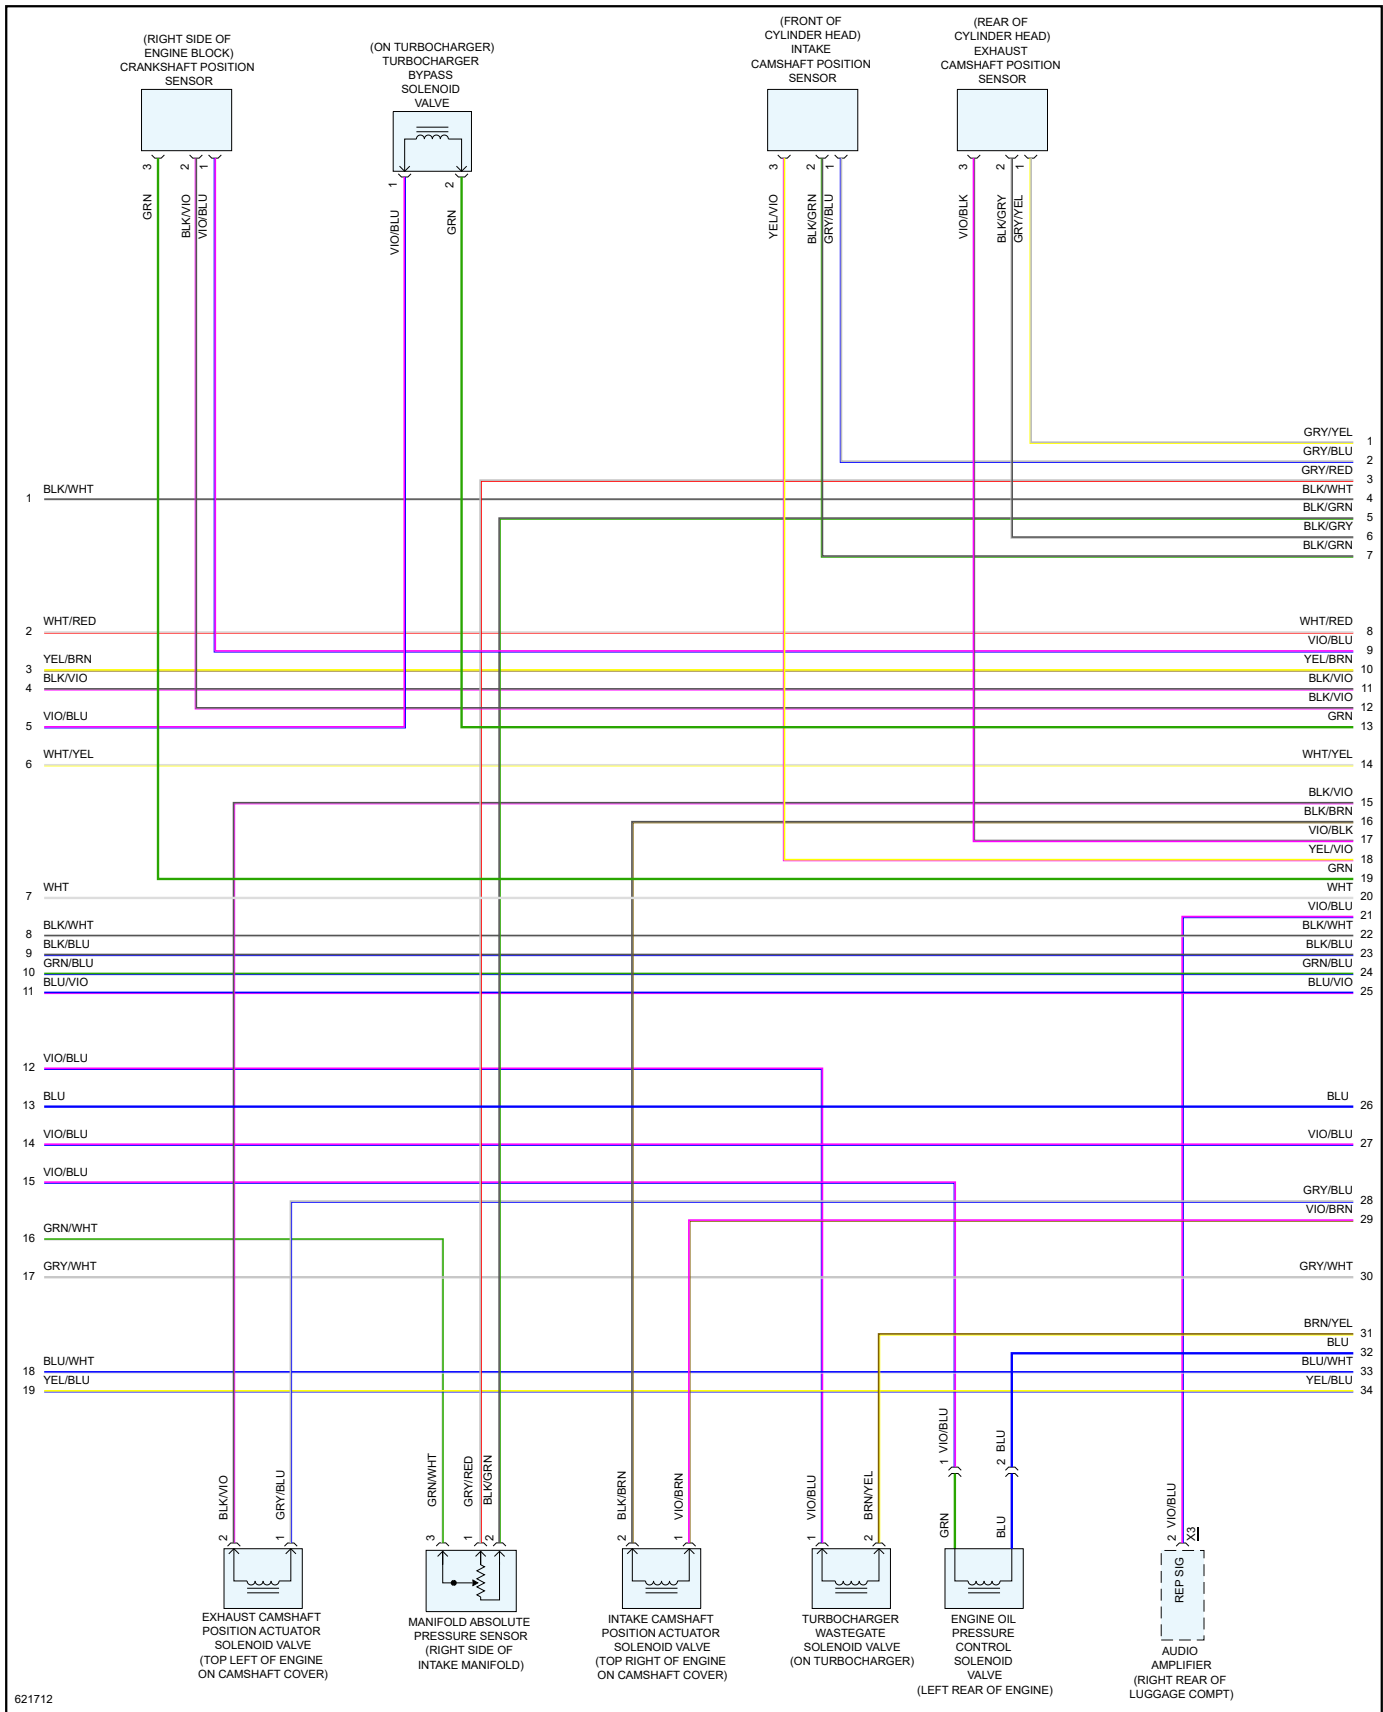 (RIGHT SIDE OF
ENGINE BLOCK)
CRANKSHAFT POSITION
SENSOR
(ON TURBOCHARGER)
TURBOCHARGER
BYPASS
SOLENOID
VALVE
(FRONT OF
CYLINDER HEAD)
INTAKE
CAMSHAFT POSITION
SENSOR
(REAR OF
CYLINDER HEAD)
EXHAUST
CAMSHAFT POSITION
SENSOR
3
2
1
1
2
3
2
1
3
2
1
GRN
BLK/VIO
VIO/BLU
VIO/BLU
GRN
YEL/VIO
BLK/GRN
GRY/BLU
VIO/BLK
BLK/GRY
GRY/YEL
GRY/YEL 1
GRY/BLU 2
GRY/RED 3
1 BLK/WHT BLK/WHT 4
BLK/GRN 5
BLK/GRY 6
BLK/GRN 7
2 WHT/RED WHT/RED 8
VIO/BLU 9
3 YEL/BRN YEL/BRN 10
4 BLK/VIO BLK/VIO 11
BLK/VIO 12
5 VIO/BLU GRN 13
6 WHT/YEL WHT/YEL 14
BLK/VIO 15
BLK/BRN 16
VIO/BLK 17
YEL/VIO 18
GRN 19
7 WHT WHT 20
VIO/BLU 21
8 BLK/WHT BLK/WHT 22
9 BLK/BLU BLK/BLU 23
10 GRN/BLU GRN/BLU 24
11 BLU/VIO BLU/VIO 25
12 VIO/BLU
13 BLU BLU 26
14 VIO/BLU VIO/BLU 27
15 VIO/BLU
GRY/BLU 28
VIO/BRN 29
16 GRN/WHT
17 GRY/WHT GRY/WHT 30
BRN/YEL 31
BLU 32
18 BLU/WHT BLU/WHT 33
19 YEL/BLU YEL/BLU 34
2 BLK/VIO
1 GRY/BLU
3 GRN/WHT
1 GRY/RED
2 BLK/GRN
2 BLK/BRN
1 VIO/BRN
1 VIO/BLU
2 BRN/YEL
1 VIO/BLU
GRN
2 BLU
BLU
2 VIO/BLU
X3
REP SIG
EXHAUST CAMSHAFT
POSITION ACTUATOR
SOLENOID VALVE
(TOP LEFT OF ENGINE
ON CAMSHAFT COVER)
MANIFOLD ABSOLUTE
PRESSURE SENSOR
(RIGHT SIDE OF
INTAKE MANIFOLD)
INTAKE CAMSHAFT
POSITION ACTUATOR
SOLENOID VALVE
(TOP RIGHT OF ENGINE
ON CAMSHAFT COVER)
TURBOCHARGER
WASTEGATE
SOLENOID VALVE
(ON TURBOCHARGER)
ENGINE OIL
PRESSURE
CONTROL
SOLENOID
VALVE
(LEFT REAR OF ENGINE)
AUDIO
AMPLIFIER
(RIGHT REAR OF
LUGGAGE COMPT)
621712